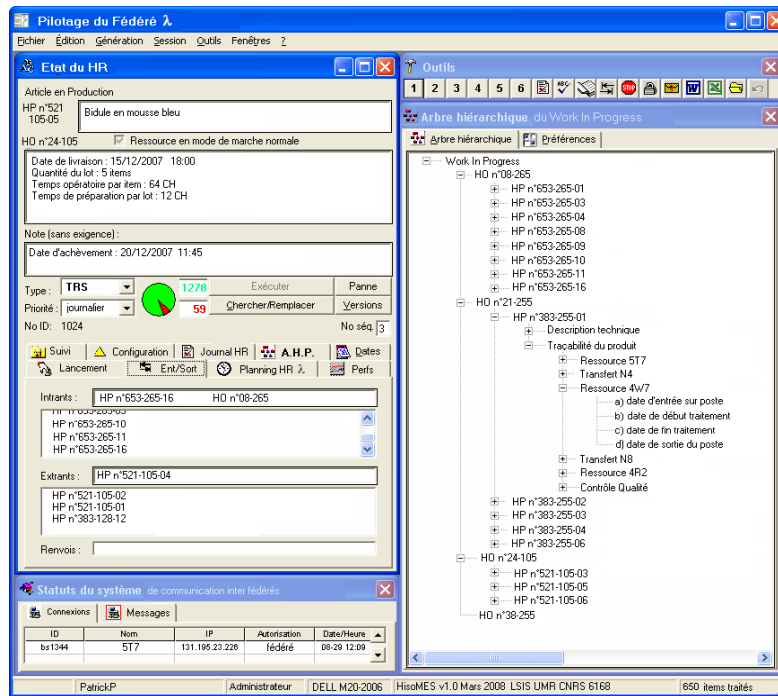 Pilotage du Fédéré λ
Fichier Édition Génération Session Outils Fenêtres ?
Etat du HR
Article en Production
HP n°521
105-05
Bidule en mousse bleu
HO n°24-105
Ressource en mode de marche normale
Date de livraison : 15/12/2007 18:00
Quantité du lot : 5 items
Temps opératoire par item : 64 CH
Temps de préparation par lot : 12 CH
Note (sans exigence) :
Date d'achèvement : 20/12/2007 11:45
Type : TRS 1278 Exécuter Panne
Priorité : journalier 59 Chercher/Remplacer Versions
No ID: 1024 No séq. 3
Suivi Configuration Journal HR A.H.P. Dates
Lancement Ent/Sort Planning HR λ Perfs
Intrants : HP n°653-265-16 HO n°08-265
HP n°653-265-03
HP n°653-265-10
HP n°653-265-11
HP n°653-265-16
Extrants : HP n°521-105-04
HP n°521-105-02
HP n°521-105-01
HP n°383-128-12
Renvois :
Statuts du système de communication inter fédérés
Connexions Messages
ID Nom IP Autorisation Date/Heure
bs1344 5T7 131.195.23.226 fédéré 08-29 12:09
Outils
1 2 3 4 5 6 ABC STOP W X
Arbre hiérarchique du Work In Progress
Arbre hiérarchique Préférences
Work In Progress
HO n°08-265
HP n°653-265-01
HP n°653-265-03
HP n°653-265-04
HP n°653-265-08
HP n°653-265-09
HP n°653-265-10
HP n°653-265-11
HP n°653-265-16
HO n°21-255
HP n°383-255-01
Description technique
Traçabilité du produit
Ressource 5T7
Transfert N4
Ressource 4W7
a) date d'entrée sur poste
b) date de début traitement
c) date de fin traitement
d) date de sortie du poste
Transfert N8
Ressource 4R2
Contrôle Qualité
HP n°383-255-02
HP n°383-255-03
HP n°383-255-04
HP n°383-255-06
HO n°24-105
HP n°521-105-03
HP n°521-105-05
HP n°521-105-06
HO n°38-255
PatrickP Administrateur DELL M20-2006 HisoMES v1.0 Mars 2008 LSIS UMR CNRS 6168 650 items traités